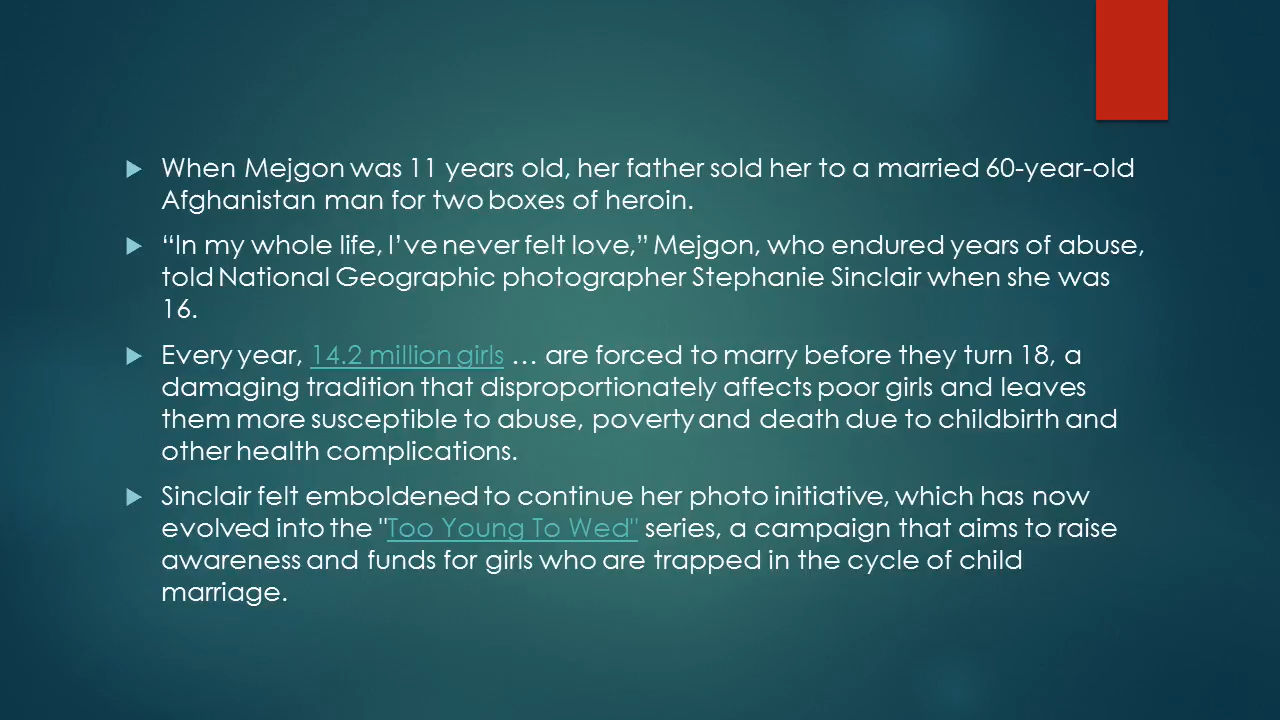 When Mejgon was 11 years old, her father sold her to a married 60-year-old
Afghanistan man for two boxes of heroin.
“In my whole life, I’ve never felt love,” Mejgon, who endured years of abuse,
told National Geographic photographer Stephanie Sinclair when she was
16.
Every year, 14.2 million girls … are forced to marry before they turn 18, a
damaging tradition that disproportionately affects poor girls and leaves
them more susceptible to abuse, poverty and death due to childbirth and
other health complications.
Sinclair felt emboldened to continue her photo initiative, which has now
evolved into the "Too Young To Wed" series, a campaign that aims to raise
awareness and funds for girls who are trapped in the cycle of child
marriage.